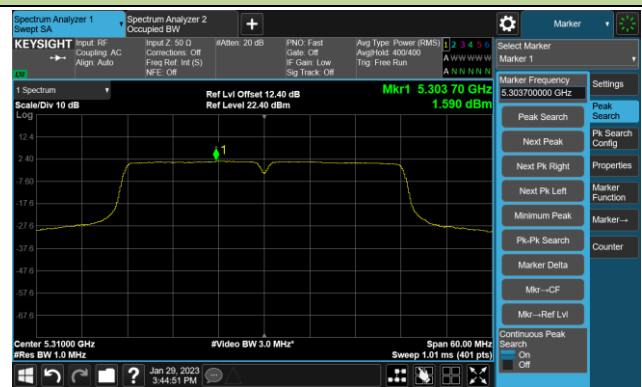 Spectrum Analyzer 1
Swept SA
Spectrum Analyzer 2
Occupied BW
Marker
KEYSIGHT
Input: RF
Coupling: AC
Align: Auto
Input Z: 50 Ω
Corrections: Off
Freq Ref: Int (S)
NFE: Off
#Atten: 20 dB
PNO: Fast
Gate: Off
IF Gain: Low
Sig Track: Off
Avg Type: Power (RMS)
Avg|Hold: 400/400
Trig: Free Run
1 2 3 4 5 6
A W W W W W
A N N N N N
LW
Select Marker
Marker 1
1 Spectrum
Scale/Div 10 dB
Log
Ref Lvl Offset 12.40 dB
Ref Level 22.40 dBm
Mkr1 5.303 70 GHz
1.590 dBm
12.4
2.40
-7.60
-17.6
-27.6
-37.6
-47.6
-57.6
-67.6
1
Center 5.31000 GHz
#Res BW 1.0 MHz
#Video BW 3.0 MHz*
Span 60.00 MHz
Sweep 1.01 ms (401 pts)
Marker Frequency
5.303700000 GHz
Peak Search
Next Peak
Next Pk Right
Next Pk Left
Minimum Peak
Pk-Pk Search
Marker Delta
Mkr→CF
Mkr→Ref Lvl
Continuous Peak
Search
On
Off
Settings
Peak
Search
Pk Search
Config
Properties
Marker
Function
Marker→
Counter
?
Jan 29, 2023
3:44:51 PM